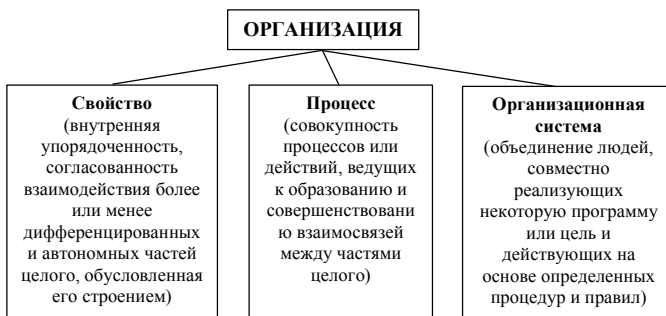 ОРГАНИЗАЦИЯ
Свойство
(внутренняя
упорядоченность,
согласованность
взаимодействия более
или менее
дифференцированных
и автономных частей
целого, обусловленная
его строением)
Процесс
(совокупность
процессов или
действий, ведущих
к образованию и
совершенствовани
ю взаимосвязей
между частями
целого)
Организационная
система
(объединение людей,
совместно
реализующих
некоторую программу
или цель и
действующих на
основе определенных
процедур и правил)